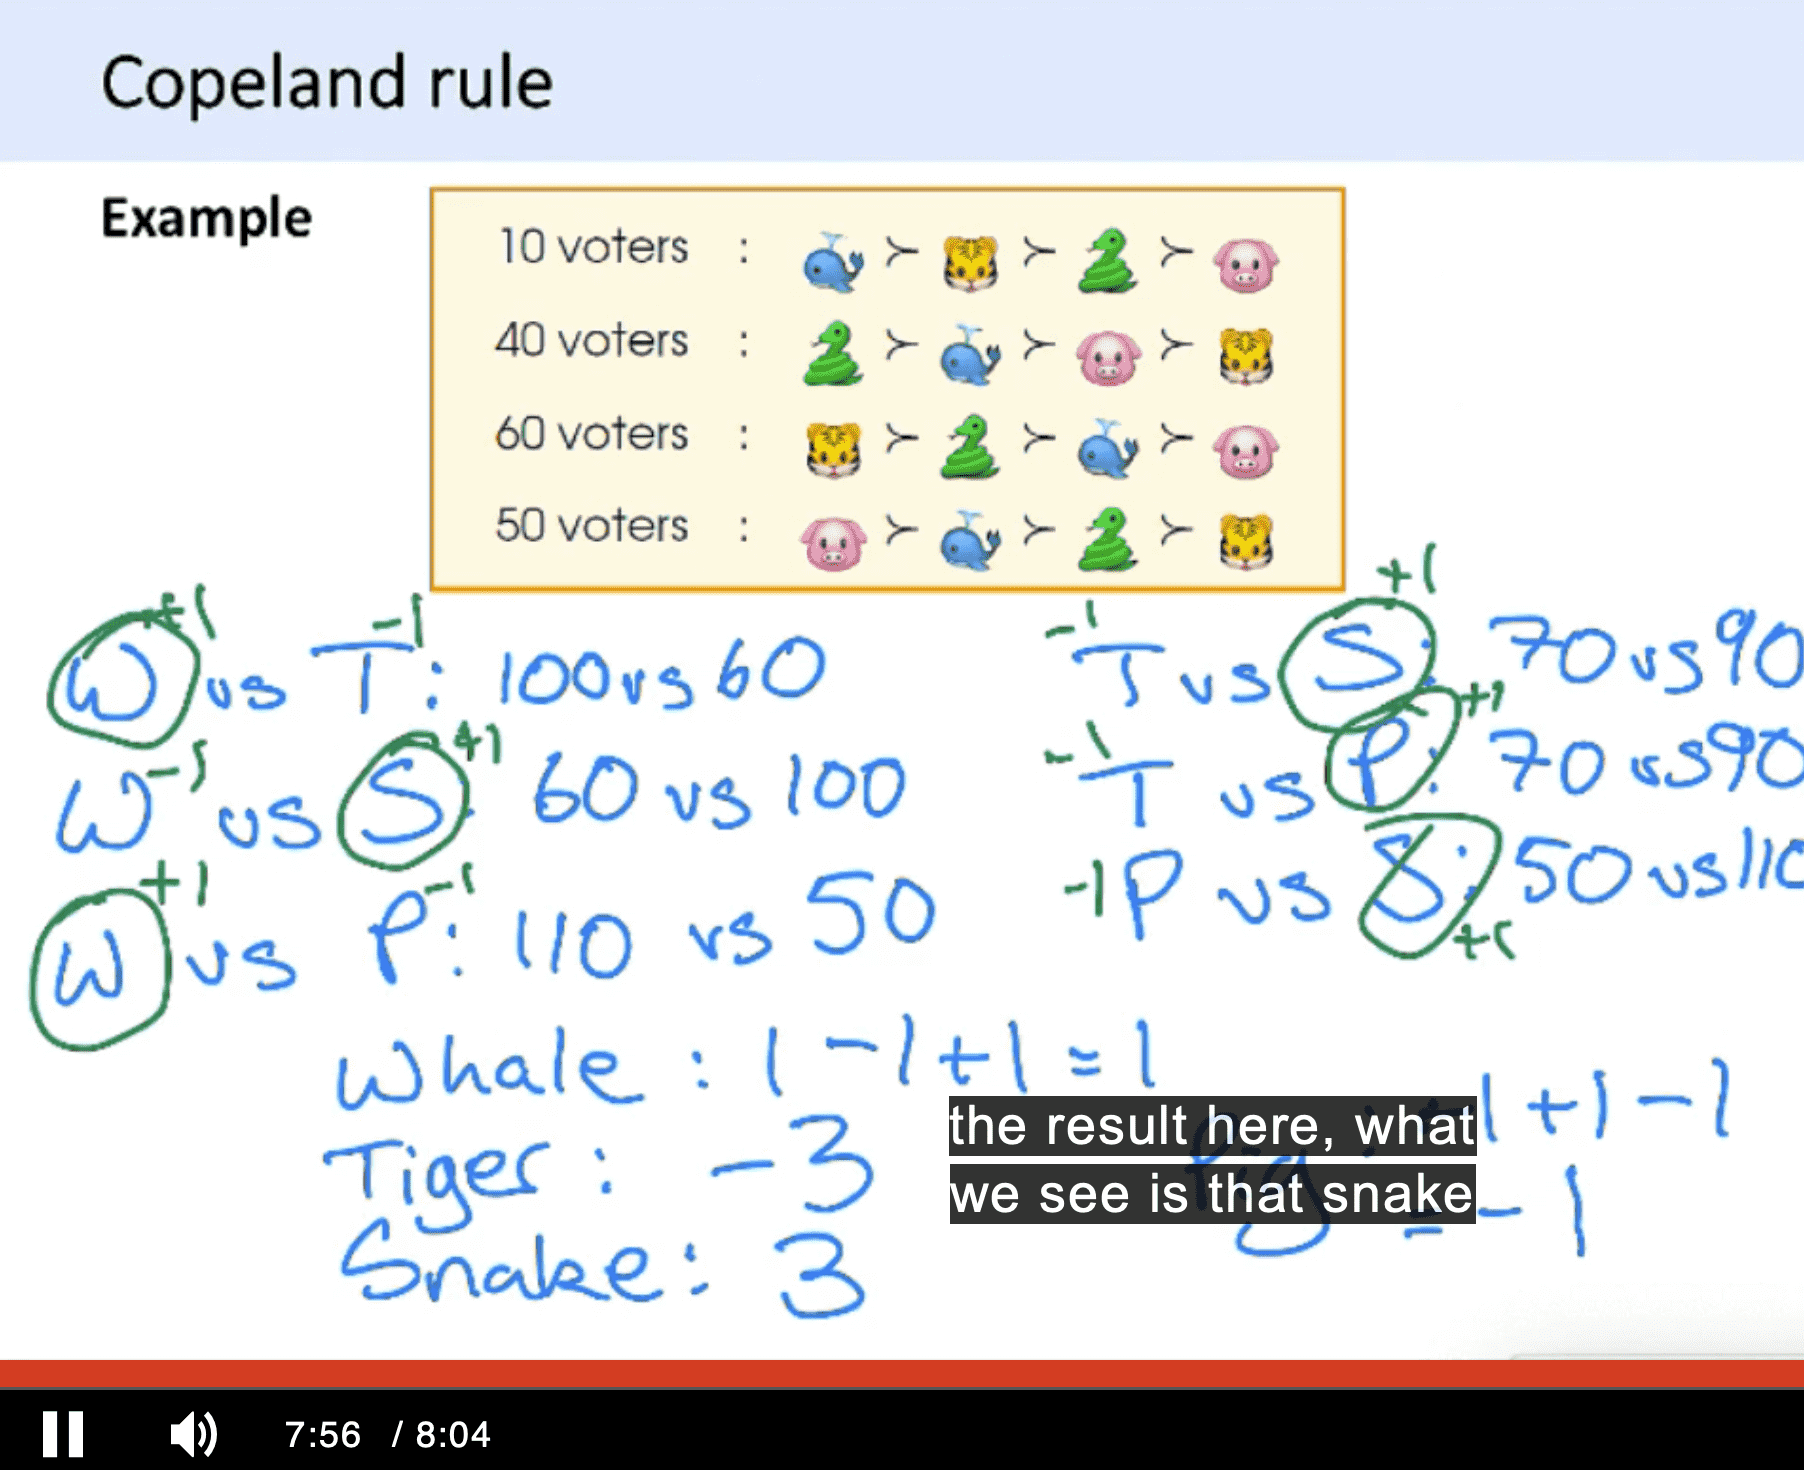 Copeland rule
Example
10 voters : ≻ ≻ ≻
40 voters : ≻ ≻ ≻
60 voters : ≻ ≻ ≻
50 voters : ≻ ≻ ≻
+1 -1
W vs T: 100 vs 60
-1 +1
W vs S: 60 vs 100
+1 -1
W vs P: 110 vs 50
-1 +1
T vs S: 70 vs 90
-1 +1
T vs P: 70 vs 90
-1 P vs S: 50 vs 110
+1
Whale : 1 - 1 + 1 = 1
Tiger : - 3
Snake : 3
Pig : -1 + 1 - 1
= - 1
the result here, what
we see is that snake
7:56 / 8:04